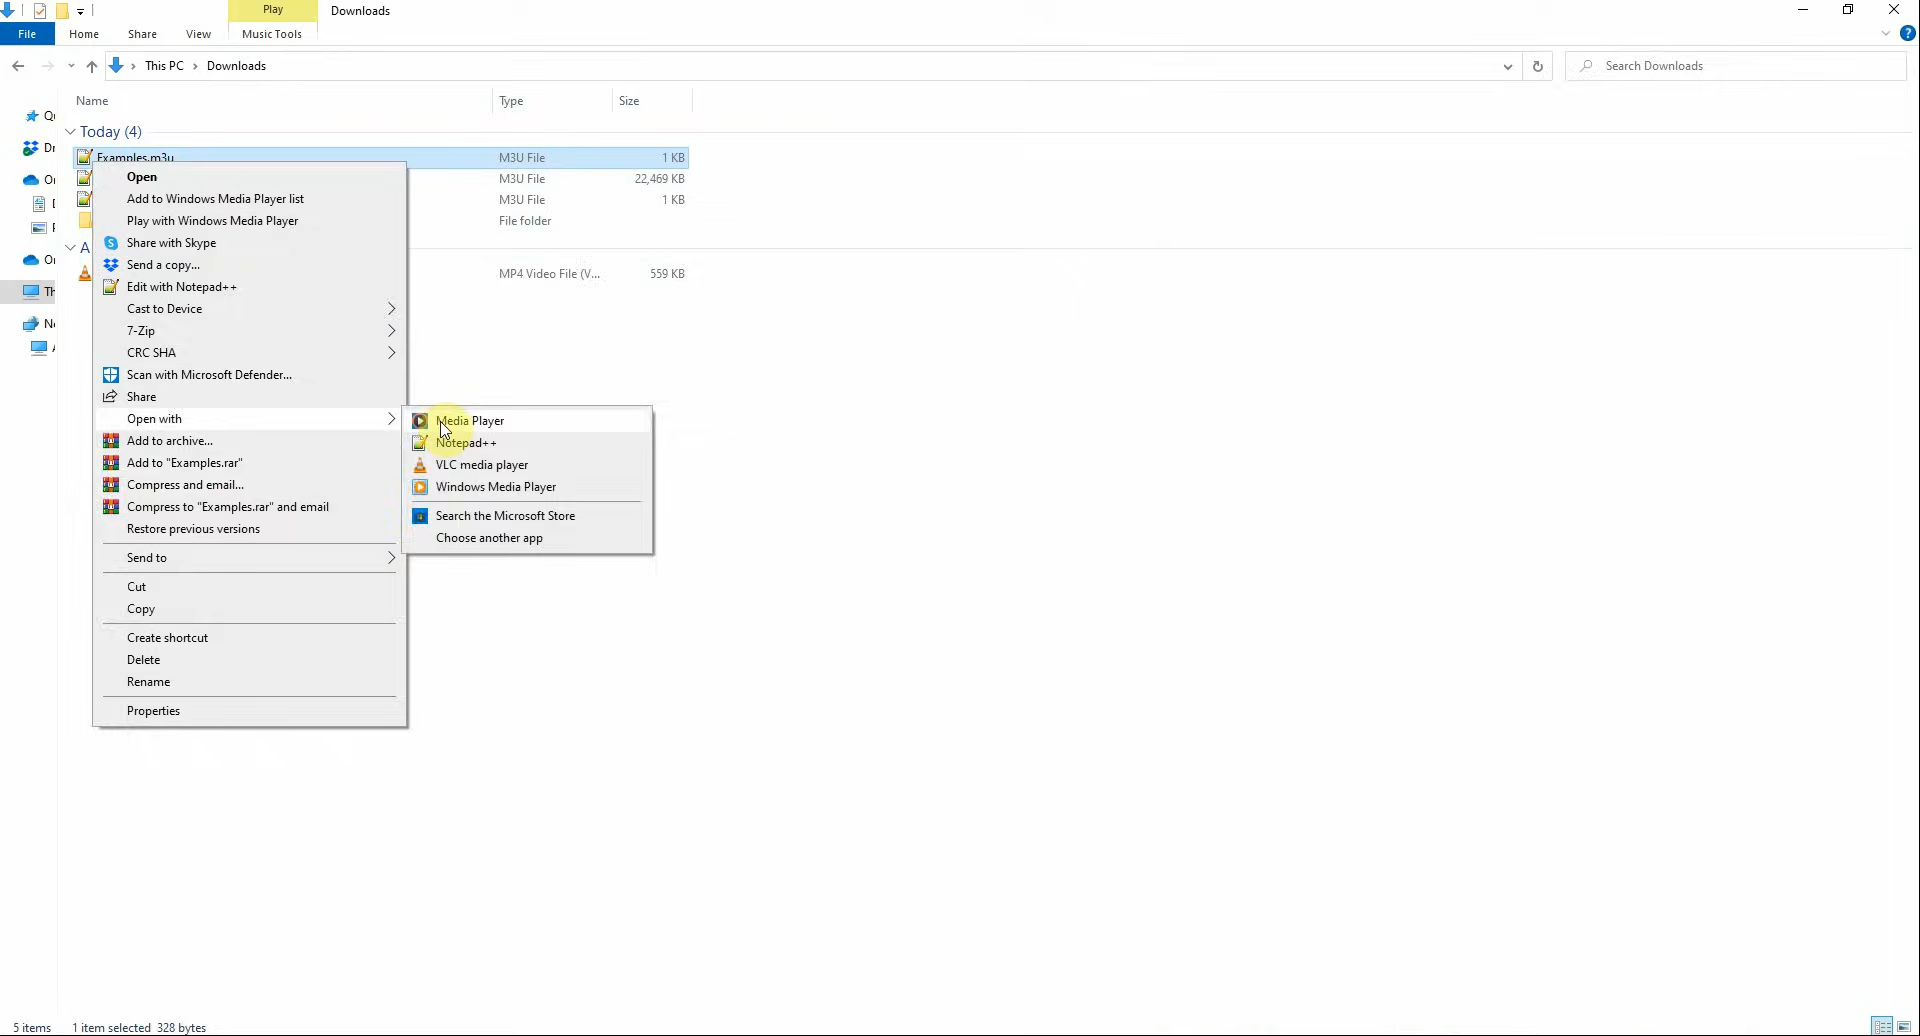 Play
Downloads
File
Home
Share
View
Music Tools
This PC
Downloads
Search Downloads
Name
Type
Size
Today (4)
Examples.m3u
M3U File
1 KB
M3U File
22,469 KB
M3U File
1 KB
File folder
MP4 Video File (V...
559 KB
Open
Add to Windows Media Player list
Play with Windows Media Player
Share with Skype
Send a copy...
Edit with Notepad++
Cast to Device
7-Zip
CRC SHA
Scan with Microsoft Defender...
Share
Open with
Add to archive...
Add to "Examples.rar"
Compress and email...
Compress to "Examples.rar" and email
Restore previous versions
Send to
Cut
Copy
Create shortcut
Delete
Rename
Properties
Media Player
Notepad++
VLC media player
Windows Media Player
Search the Microsoft Store
Choose another app
5 items
1 item selected 328 bytes